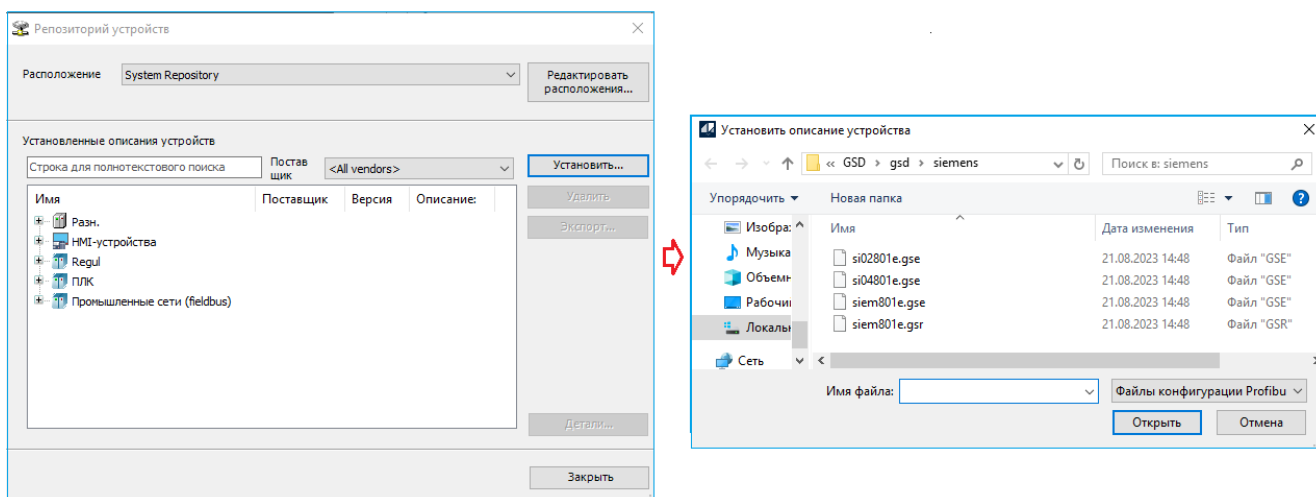 Репозиторий устройств
Расположение System Repository Редактировать
расположения...
Установленные описания устройств
Строка для полнотекстового поиска Постав
щик <All vendors> Установить...
Имя Поставщик Версия Описание: Удалить
Разн. Экспорт...
HMI-устройства
Regul
ПЛК
Промышленные сети (fieldbus)
Детали...
Закрыть
Установить описание устройства
« GSD › gsd › siemens Поиск в: siemens
Упорядочить Новая папка
Изобра: Имя Дата изменения Тип
Музыка si02801e.gse 21.08.2023 14:48 Файл "GSE"
Объемн si04801e.gse 21.08.2023 14:48 Файл "GSE"
Рабочи siem801e.gse 21.08.2023 14:48 Файл "GSE"
Локаль siem801e.gsr 21.08.2023 14:48 Файл "GSR"
Сеть
Имя файла: Файлы конфигурации Profibu
Открыть Отмена